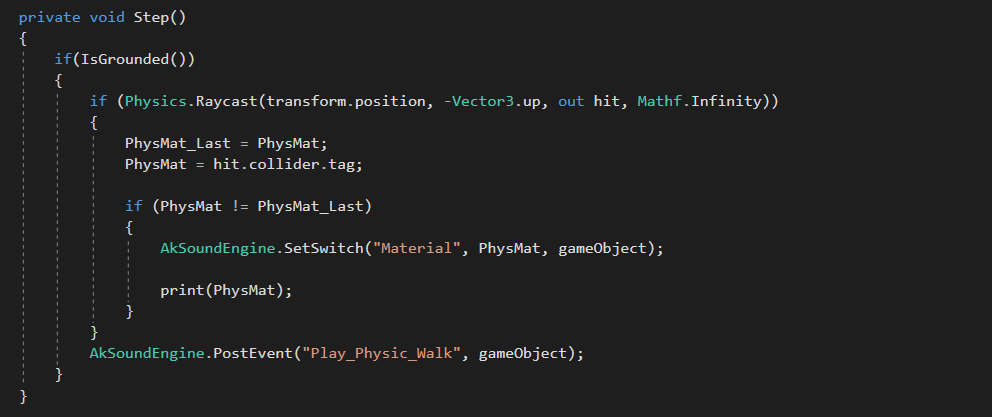 private void Step()
{
if(IsGrounded())
{
if (Physics.Raycast(transform.position, -Vector3.up, out hit, Mathf.Infinity))
{
PhysMat_Last = PhysMat;
PhysMat = hit.collider.tag;
if (PhysMat != PhysMat_Last)
{
AkSoundEngine.SetSwitch("Material", PhysMat, gameObject);
print(PhysMat);
}
}
AkSoundEngine.PostEvent("Play_Physic_Walk", gameObject);
}
}